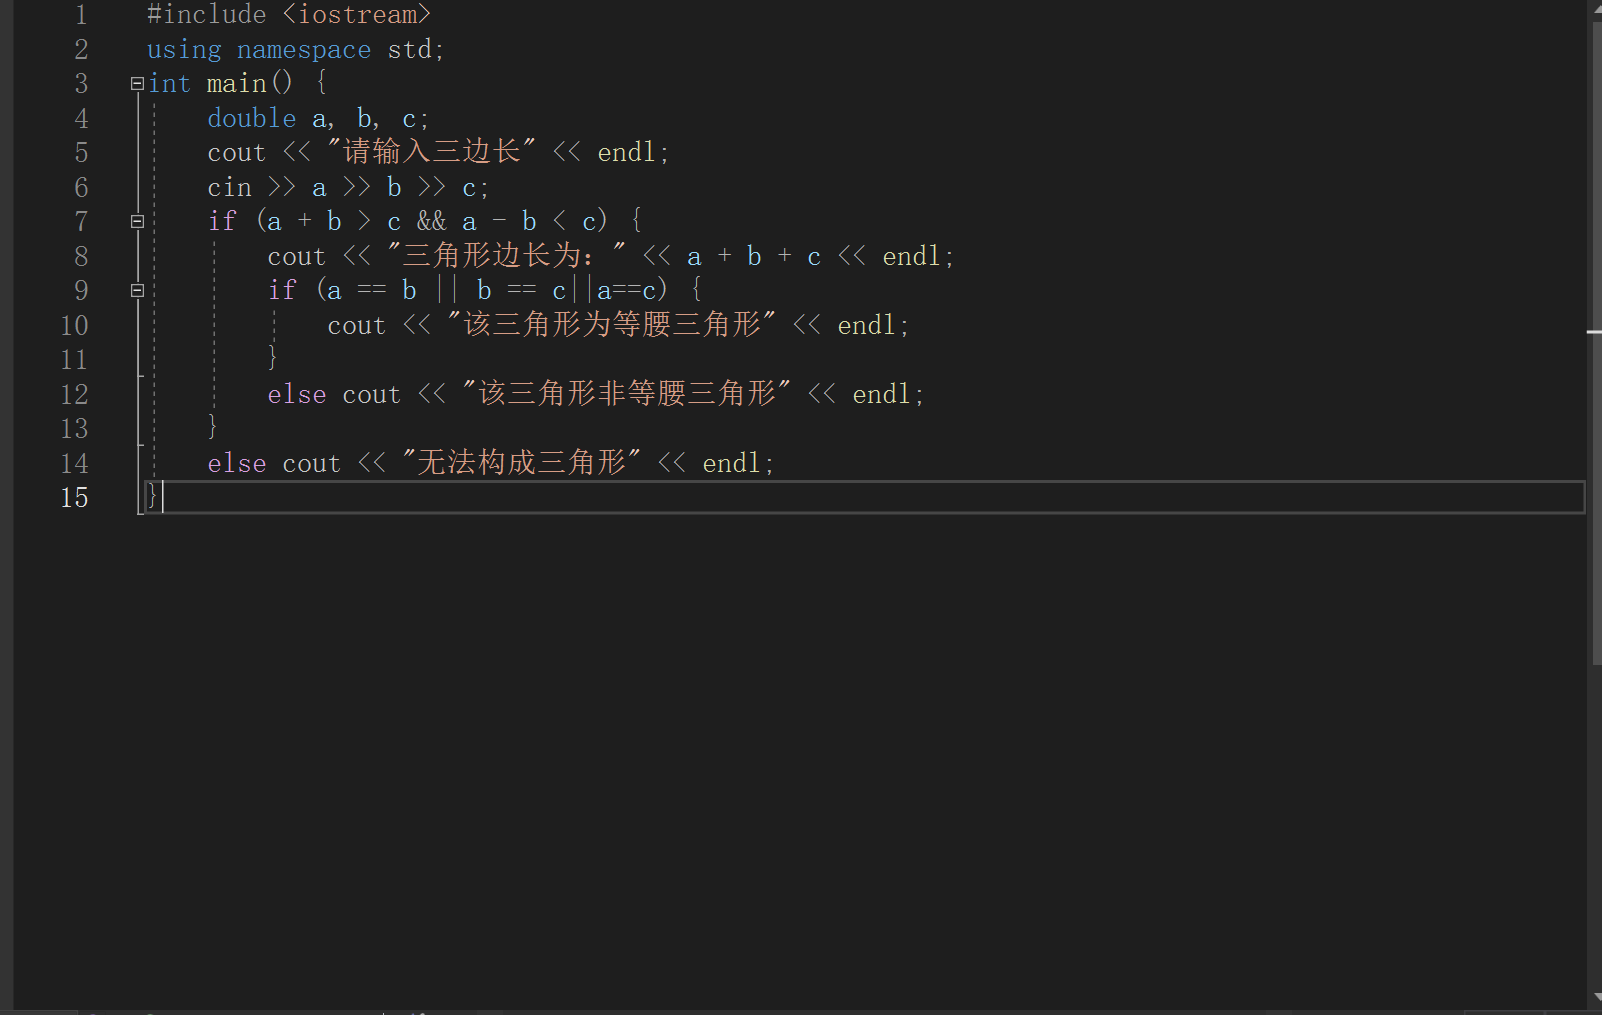 1 #include <iostream>
2 using namespace std;
3 int main() {
4 double a, b, c;
5 cout << "请输入三边长" << endl;
6 cin >> a >> b >> c;
7 if (a + b > c && a - b < c) {
8 cout << "三角形边长为：" << a + b + c << endl;
9 if (a == b || b == c||a==c) {
10 cout << "该三角形为等腰三角形" << endl;
11 }
12 else cout << "该三角形非等腰三角形" << endl;
13 }
14 else cout << "无法构成三角形" << endl;
15 }